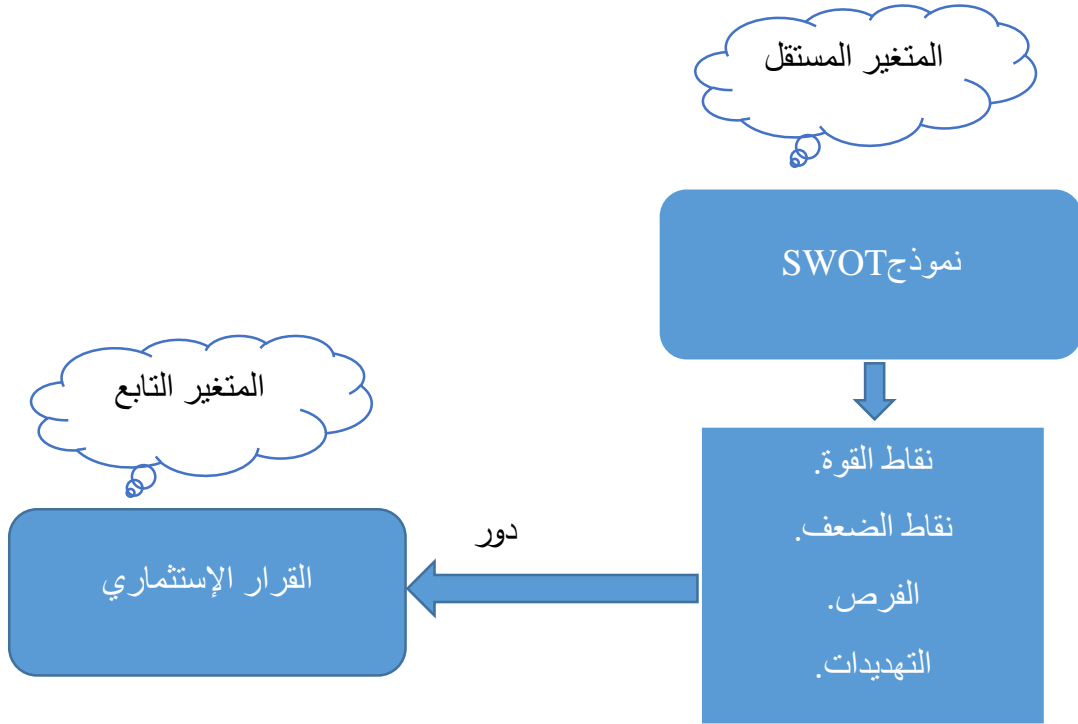 المتغير المستقل
نموذجSWOT
المتغير التابع
نقاط القوة.
نقاط الضعف.
الفرص.
التهديدات.
دور
القرار الإستثماري